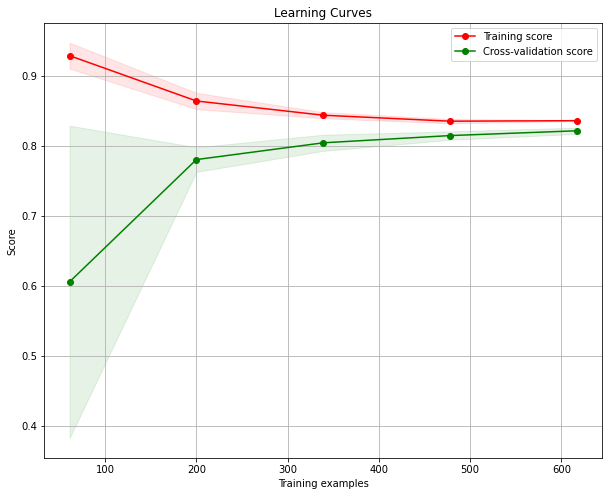 Learning Curves
Training score
Cross-validation score
0.9
0.8
0.7
0.6
0.5
0.4
Score
100 200 300 400 500 600
Training examples